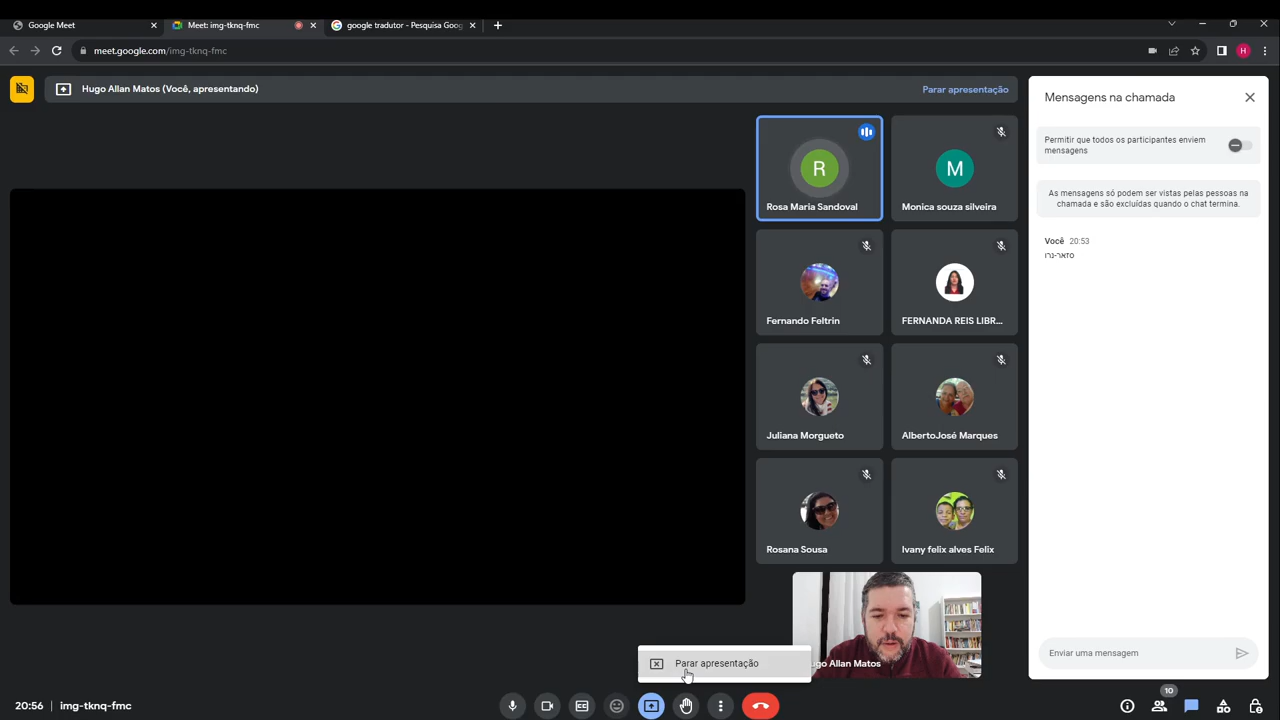 Google Meet
Meet: img-tknq-fmc
google tradutor - Pesquisa Goog
meet.google.com/img-tknq-fmc
H
Hugo Allan Matos (Você, apresentando)
Parar apresentação
Mensagens na chamada
Permitir que todos os participantes enviem
mensagens
As mensagens só podem ser vistas pelas pessoas na
chamada e são excluídas quando o chat termina.
Você 20:53
סזאר-נרו
R
Rosa Maria Sandoval
M
Monica souza silveira
Fernando Feltrin
FERNANDA REIS LIBR...
Juliana Morgueto
AlbertoJosé Marques
Rosana Sousa
Ivany felix alves Felix
ugo Allan Matos
Parar apresentação
Enviar uma mensagem
20:56 img-tknq-fmc
10